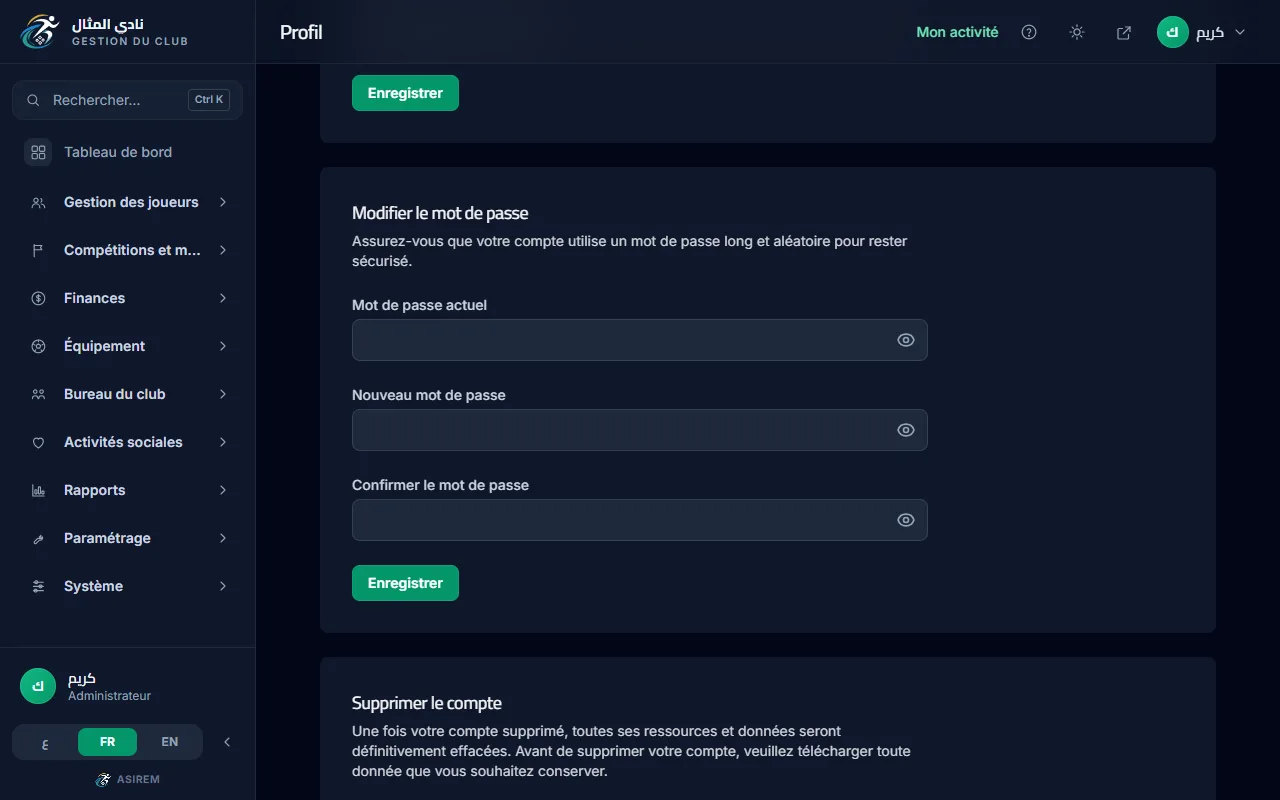 نادي المثال
GESTION DU CLUB
Rechercher... Ctrl K
Tableau de bord
Gestion des joueurs
Compétitions et m...
Finances
Équipement
Bureau du club
Activités sociales
Rapports
Paramétrage
Système
ك
كريم
Administrateur
ع FR EN
ASIREM
Profil
Mon activité
ك كريم
Enregistrer
Modifier le mot de passe
Assurez-vous que votre compte utilise un mot de passe long et aléatoire pour rester
sécurisé.
Mot de passe actuel
Nouveau mot de passe
Confirmer le mot de passe
Enregistrer
Supprimer le compte
Une fois votre compte supprimé, toutes ses ressources et données seront
définitivement effacées. Avant de supprimer votre compte, veuillez télécharger toute
donnée que vous souhaitez conserver.